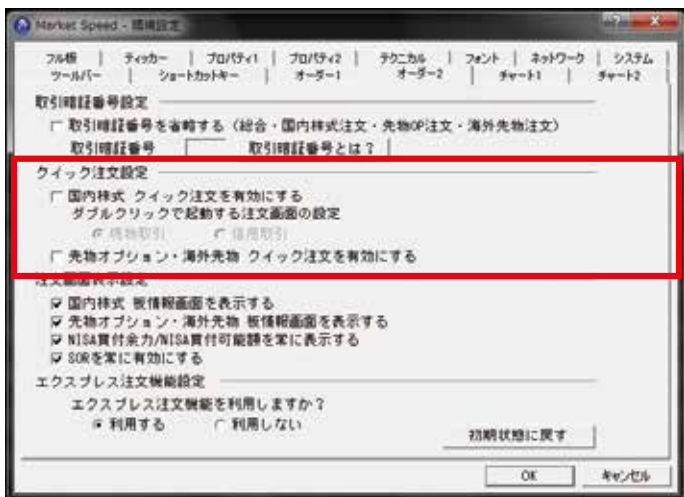 Market Speed - 環境設定
フル板 ティッカー プロパティ1 プロパティ2 テクニカル フォント ネットワーク システム
ツールバー ショートカットキー オーダー1 オーダー2 チャート1 チャート2
取引暗証番号設定
取引暗証番号を省略する（総合・国内株式注文・先物OP注文・海外先物注文）
取引暗証番号 取引暗証番号とは？
クイック注文設定
国内株式 クイック注文を有効にする
ダブルクリックで起動する注文画面の設定
現物取引 信用取引
先物オプション・海外先物 クイック注文を有効にする
注文画面表示設定
国内株式 板情報画面を表示する
先物オプション・海外先物 板情報画面を表示する
NISA買付余力/NISA買付可能額を常に表示する
SORを常に有効にする
エクスプレス注文機能設定
エクスプレス注文機能を利用しますか？
利用する 利用しない
初期状態に戻す
OK キャンセル